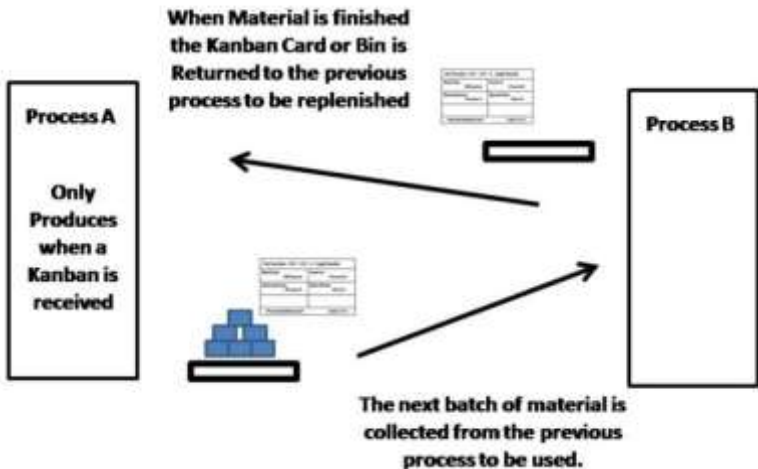 When Material is finished
the Kanban Card or Bin is
Returned to the previous
process to be replenished
Process A
Only
Produces
when a
Kanban is
received
Process B
The next batch of material is
collected from the previous
process to be used.